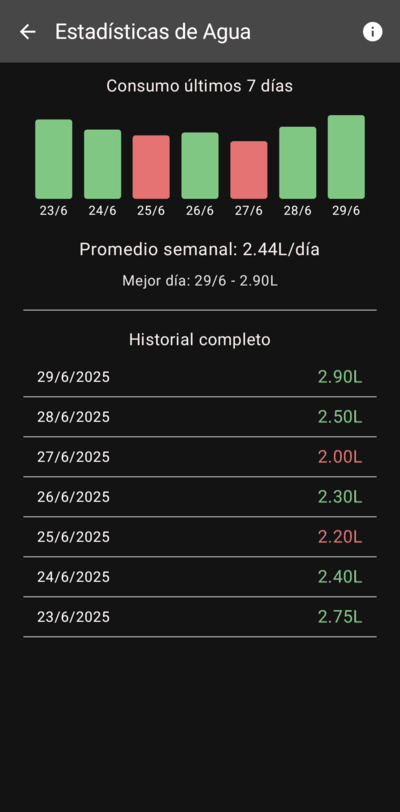 Estadísticas de Agua
Consumo últimos 7 días
23/6 24/6 25/6 26/6 27/6 28/6 29/6
Promedio semanal: 2.44L/día
Mejor día: 29/6 - 2.90L
Historial completo
29/6/2025 2.90L
28/6/2025 2.50L
27/6/2025 2.00L
26/6/2025 2.30L
25/6/2025 2.20L
24/6/2025 2.40L
23/6/2025 2.75L